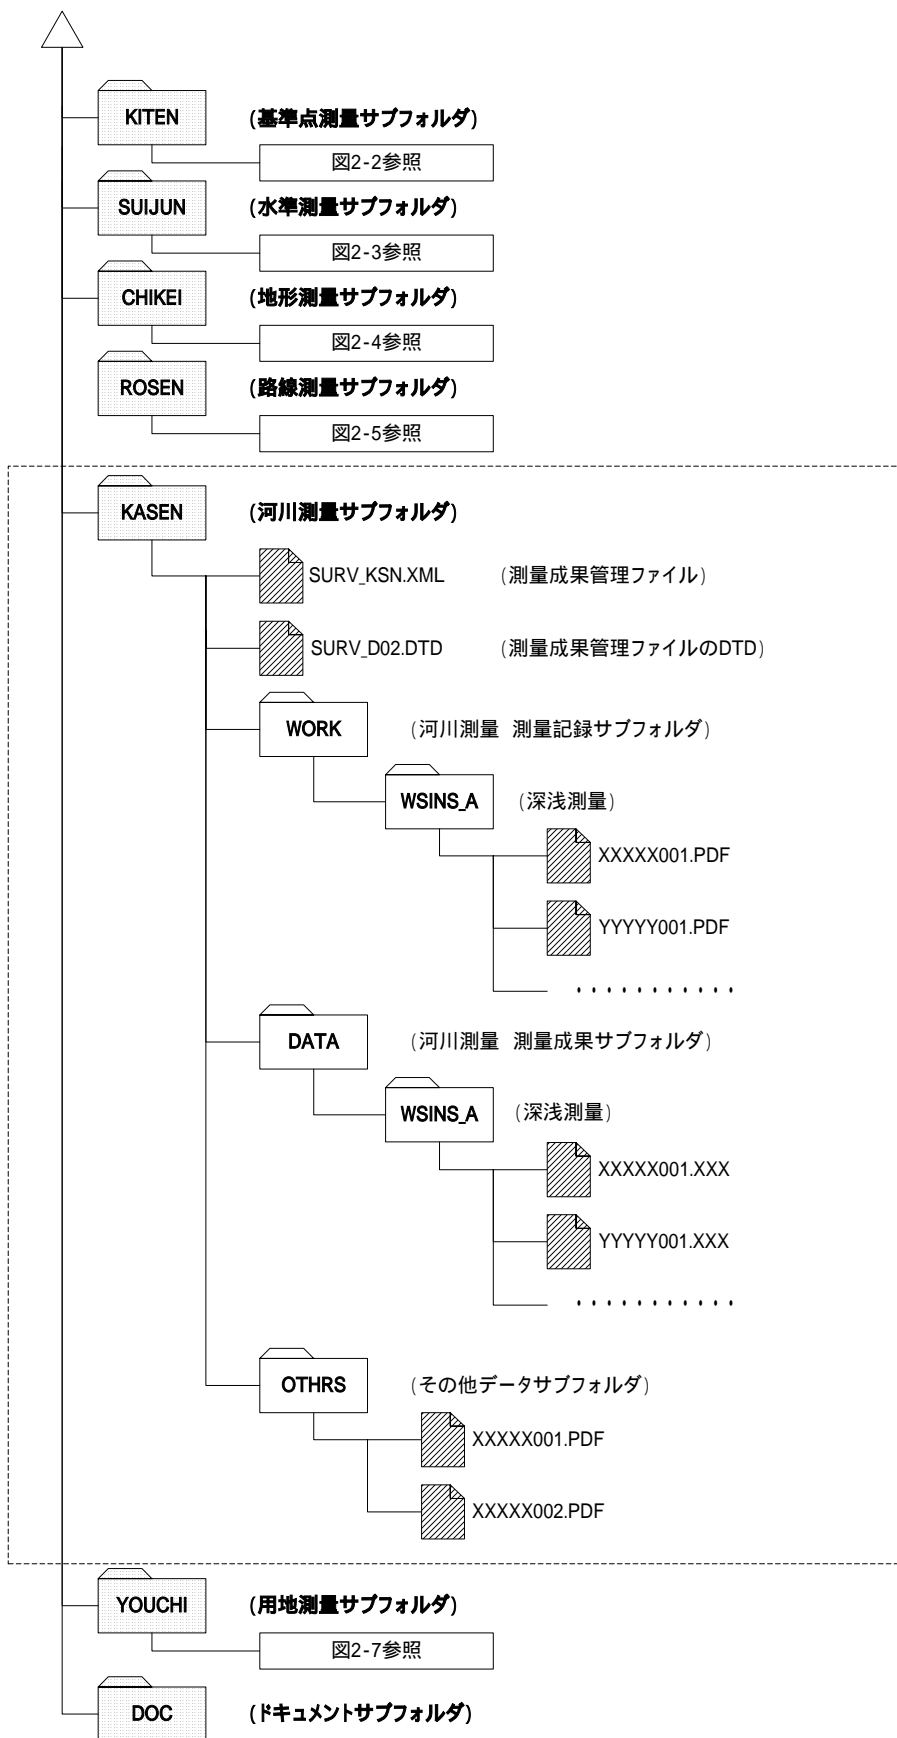 KITEN (基準点測量サブフォルダ)
図2-2参照
SUIJUN (水準測量サブフォルダ)
図2-3参照
CHIKEI (地形測量サブフォルダ)
図2-4参照
ROSEN (路線測量サブフォルダ)
図2-5参照
KASEN (河川測量サブフォルダ)
SURV_KSN.XML (測量成果管理ファイル)
SURV_D02.DTD (測量成果管理ファイルのDTD)
WORK (河川測量 測量記録サブフォルダ)
WSINS_A (深浅測量)
XXXXX001.PDF
YYYYY001.PDF
・・・・・・・・・・・
DATA (河川測量 測量成果サブフォルダ)
WSINS_A (深浅測量)
XXXXX001.XXX
YYYYY001.XXX
・・・・・・・・・・・
OTHRS (その他データサブフォルダ)
XXXXX001.PDF
XXXXX002.PDF
YOUCHI (用地測量サブフォルダ)
図2-7参照
DOC (ドキュメントサブフォルダ)